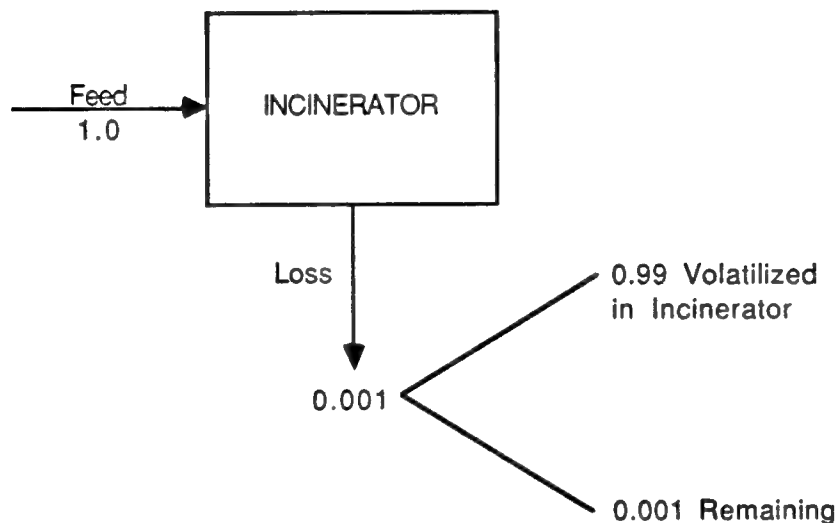 Feed
1.0
INCINERATOR
Loss
0.001
0.99 Volatilized
in Incinerator
0.001 Remaining